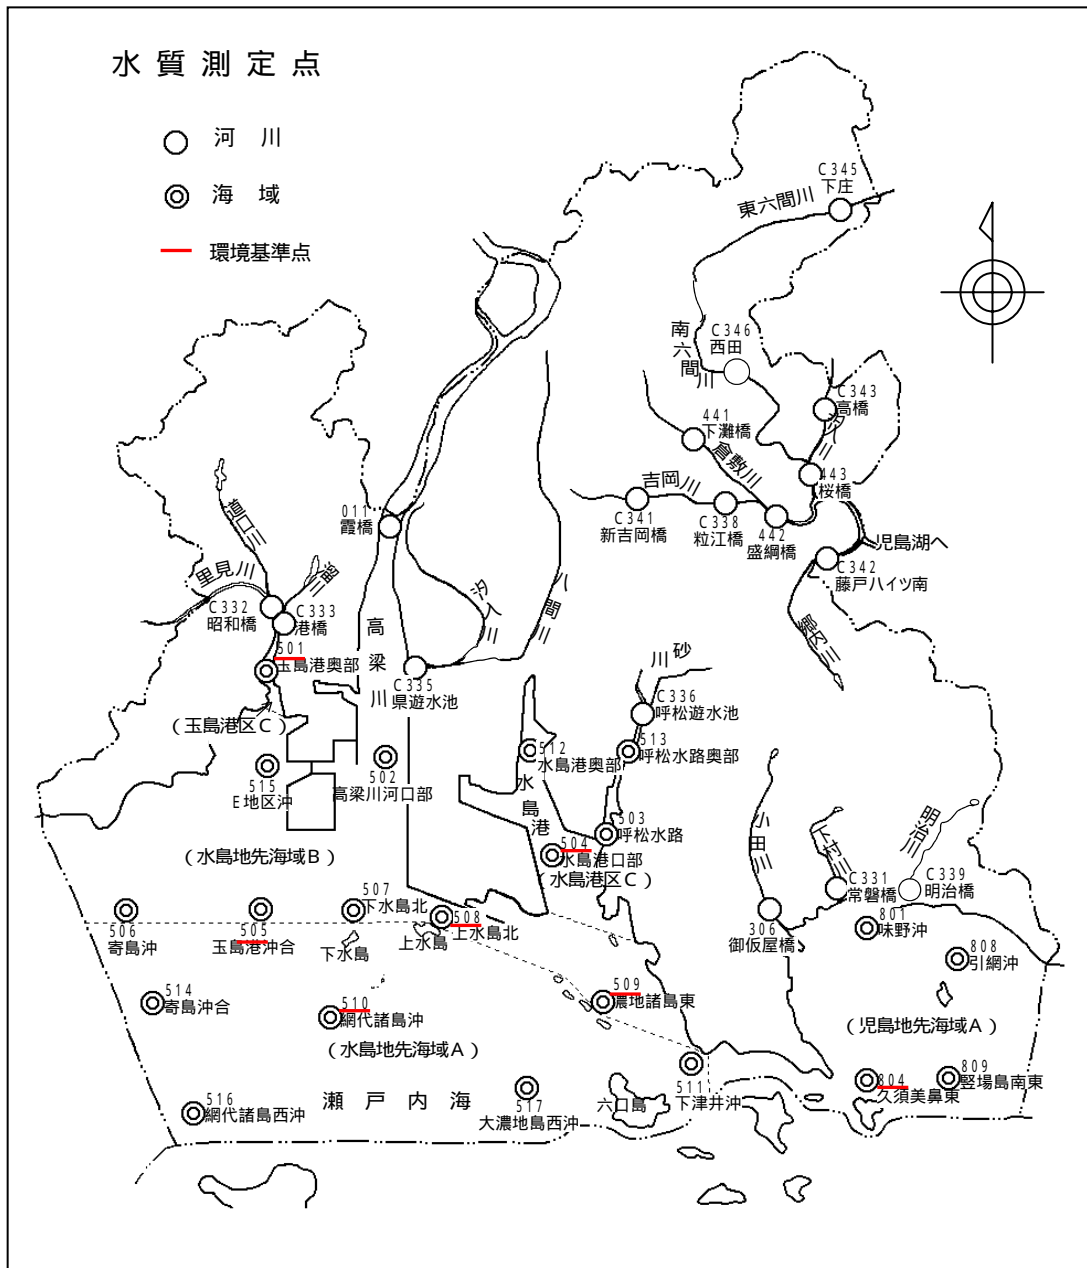 水質測定点
河川
海域
環境基準点
C345
下庄
東六間川
南六間川
C346
西田
C343
高橋
汐入川
441
下灘橋
倉敷川
443
桜橋
吉岡川
C341
新吉岡橋
C338
粒江橋
442
盛綱橋
児島湖へ
C342
藤戸ハイツ南
郷内川
011
霞橋
道口川
里見川
C332
昭和橋
C333
港橋
501
玉島港奥部
高梁川
汐入川
八間川
C335
県遊水池
砂川
C336
呼松遊水池
(玉島港区C)
515
E地区沖
502
高梁川河口部
512
水島港奥部
513
呼松水路奥部
水島港
503
呼松水路
504
水島港口部
(水島港区C)
(水島地先海域B)
小田川
下村川
明治川
C331
常磐橋
C339
明治橋
306
御仮屋橋
801
味野沖
808
引網沖
506
寄島沖
505
玉島港沖合
507
下水島北
下水島
上水島
508
上水島北
514
寄島沖合
510
網代諸島沖
509
濃地諸島東
(水島地先海域A)
(児島地先海域A)
516
網代諸島西沖
瀬戸内海
517
大濃地島西沖
六口島
511
下津井沖
804
久須美鼻東
809
竪場島南東